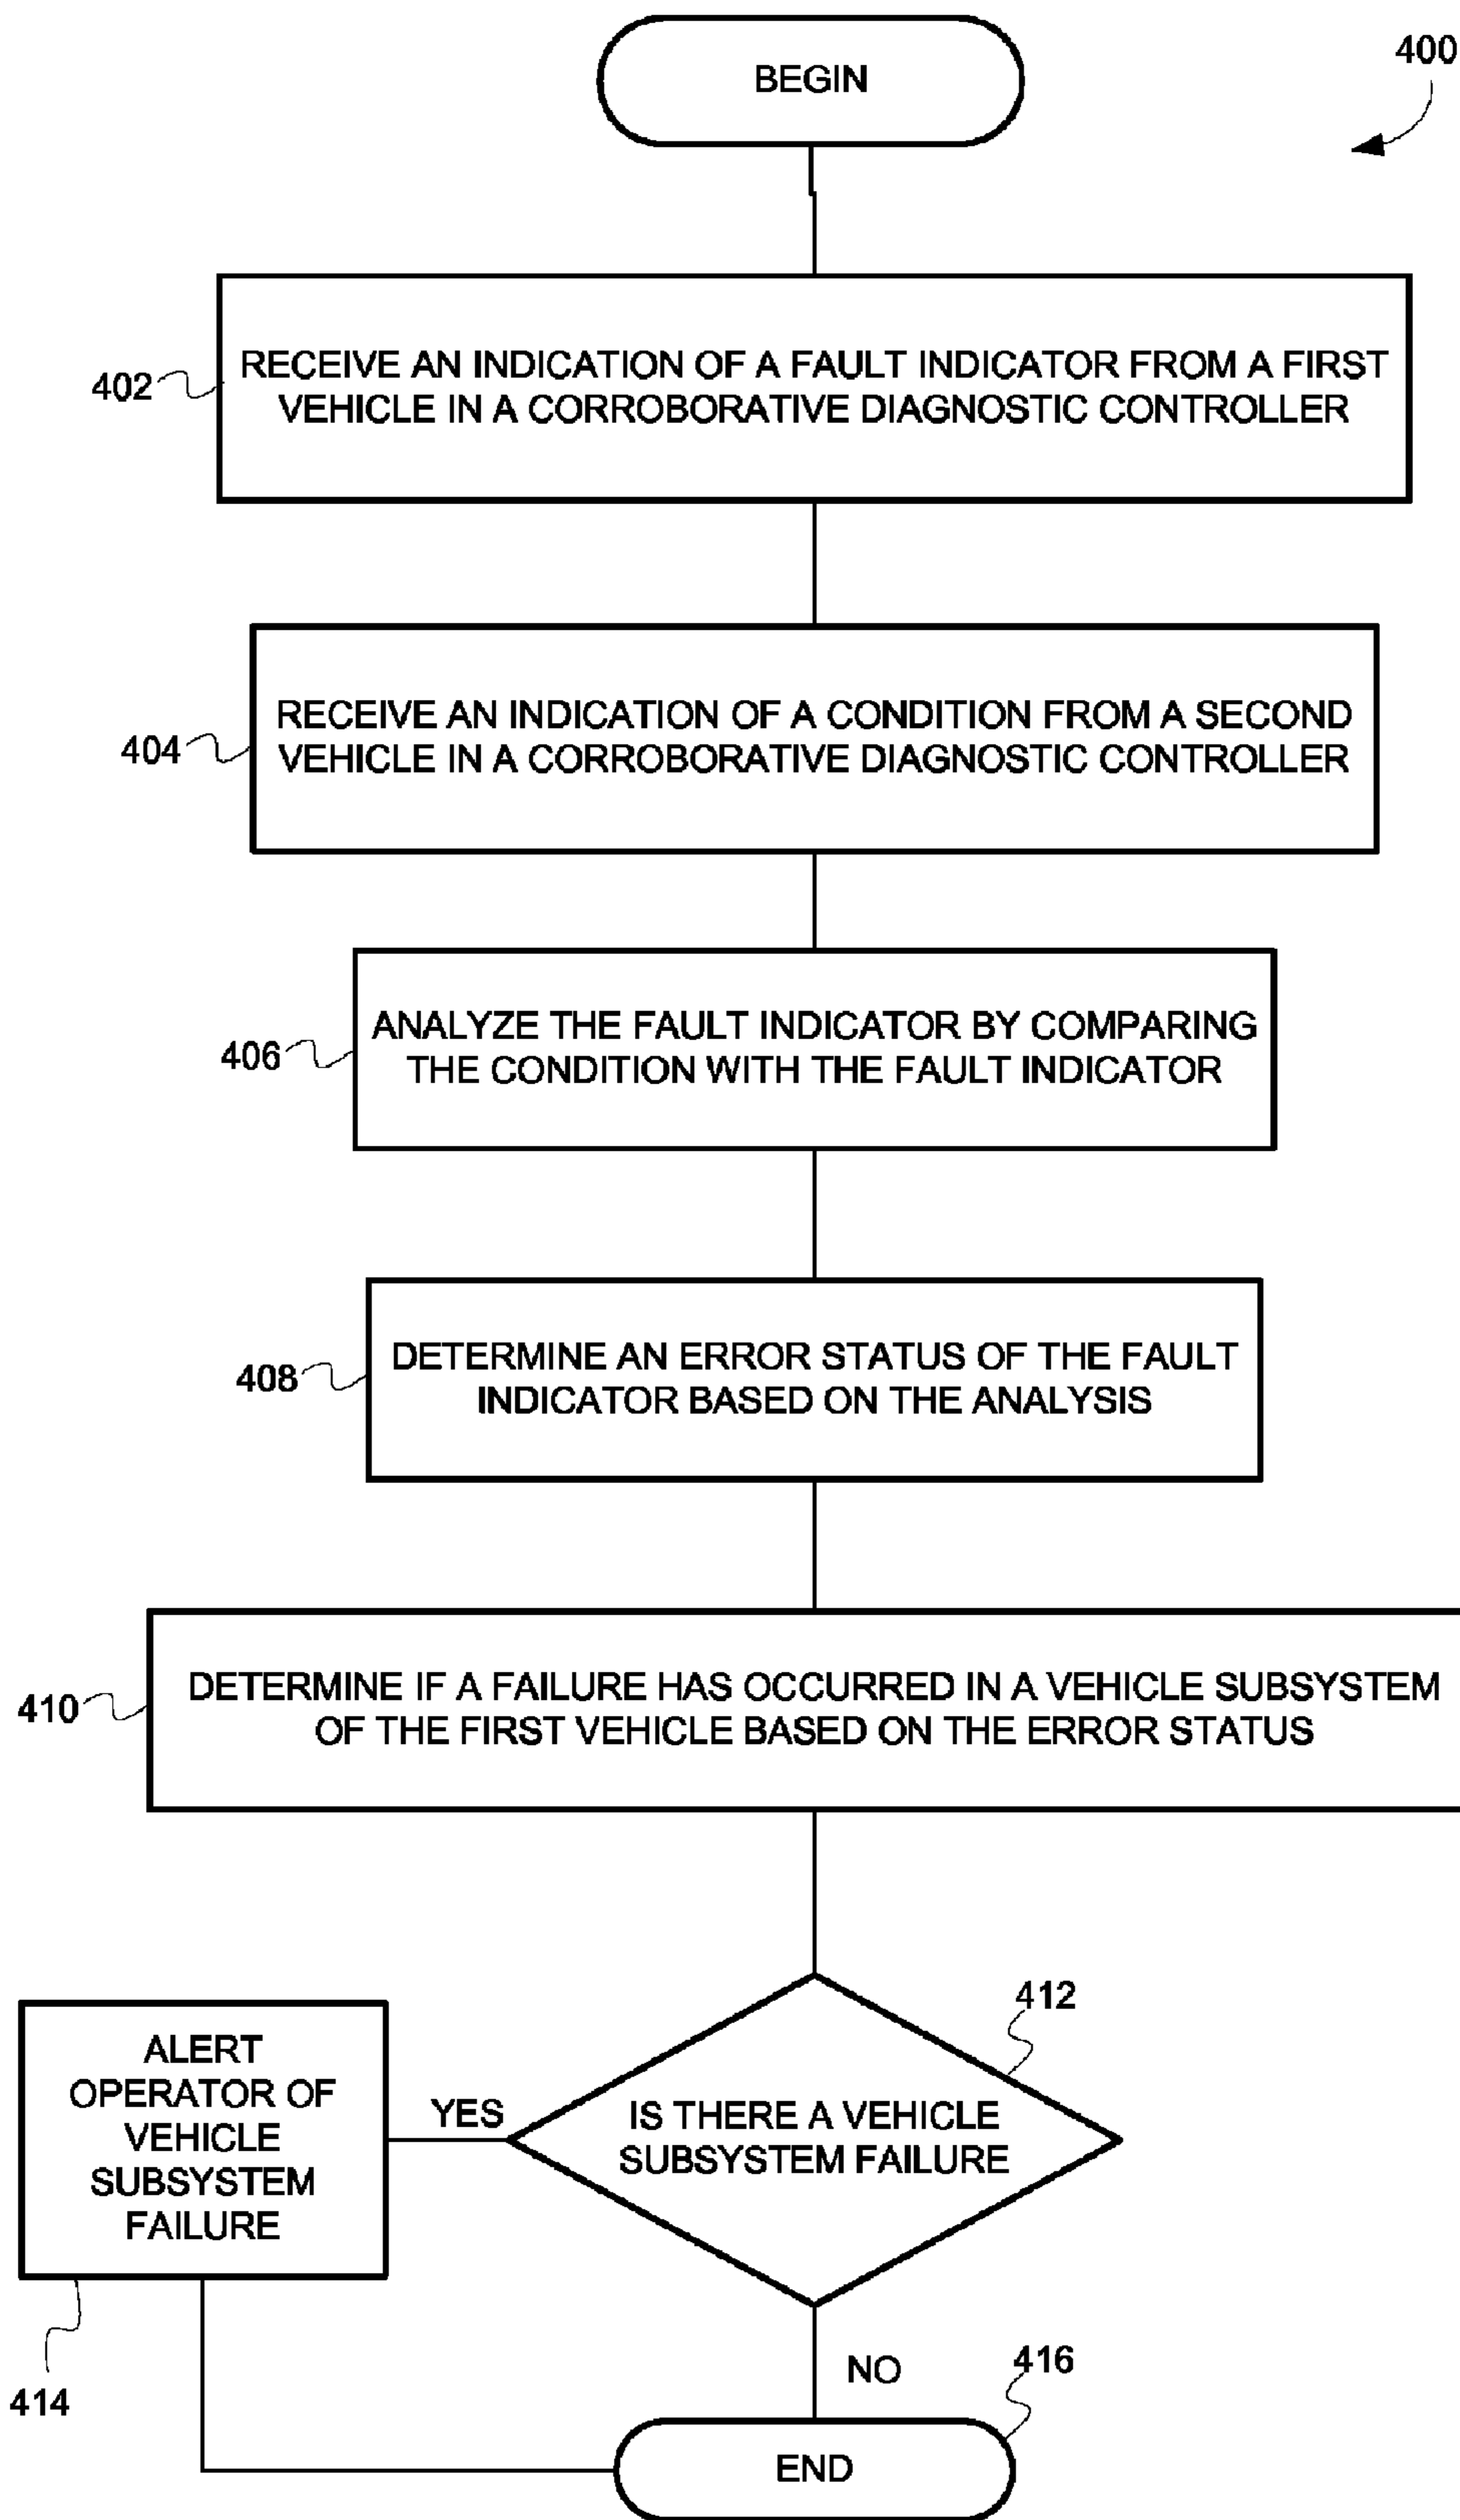 BEGIN
400
402
RECEIVE AN INDICATION OF A FAULT INDICATOR FROM A FIRST
VEHICLE IN A CORROBORATIVE DIAGNOSTIC CONTROLLER
404
RECEIVE AN INDICATION OF A CONDITION FROM A SECOND
VEHICLE IN A CORROBORATIVE DIAGNOSTIC CONTROLLER
406
ANALYZE THE FAULT INDICATOR BY COMPARING
THE CONDITION WITH THE FAULT INDICATOR
408
DETERMINE AN ERROR STATUS OF THE FAULT
INDICATOR BASED ON THE ANALYSIS
410
DETERMINE IF A FAILURE HAS OCCURRED IN A VEHICLE SUBSYSTEM
OF THE FIRST VEHICLE BASED ON THE ERROR STATUS
412
IS THERE A VEHICLE
SUBSYSTEM FAILURE
YES
ALERT
OPERATOR OF
VEHICLE
SUBSYSTEM
FAILURE
414
NO
416
END